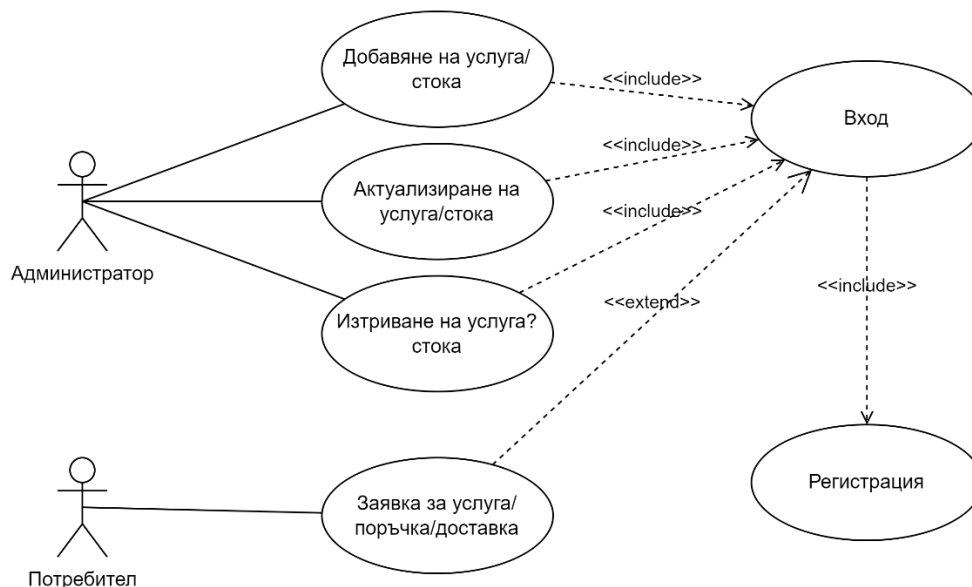 Добавяне на услуга/
стока
<<include>>
Вход
<<include>>
Актуализиране на
услуга/стока
<<include>>
Администратор
<<include>>
<<extend>>
Изтриване на услуга?
стока
Заявка за услуга/
поръчка/доставка
Регистрация
Потребител